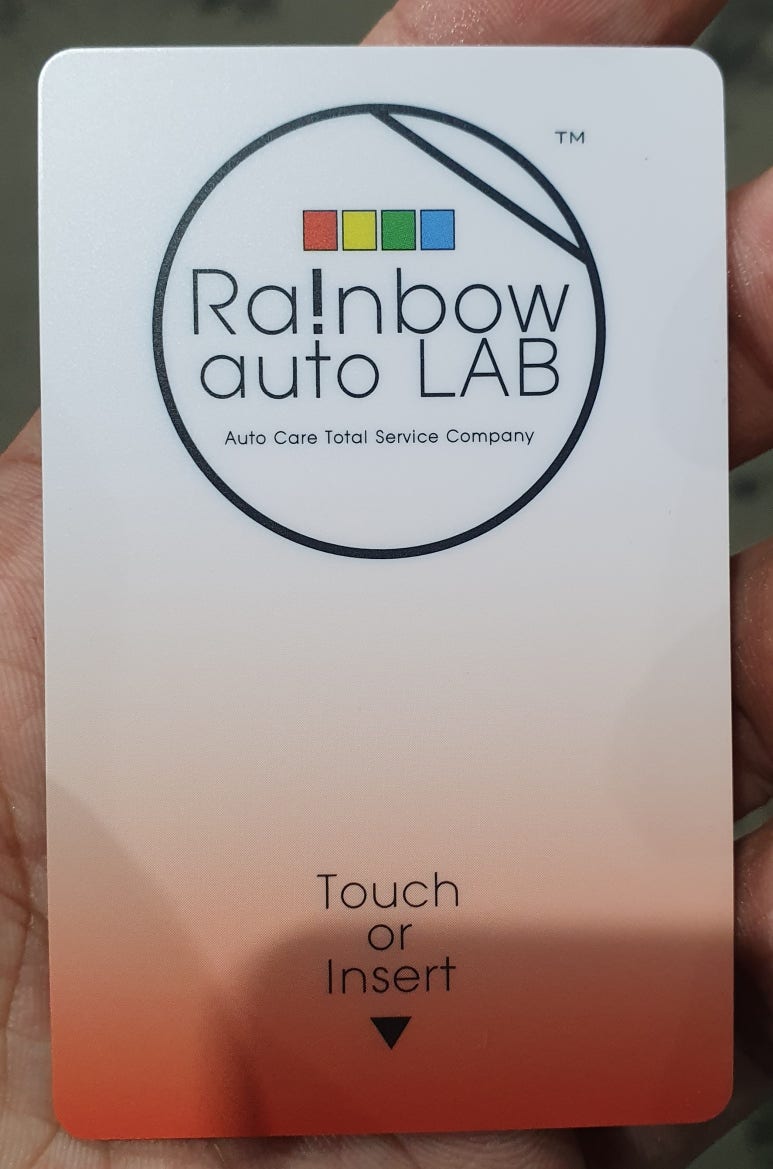 TM
Ra!nbow
auto LAB
Auto Care Total Service Company
Touch
or
Insert